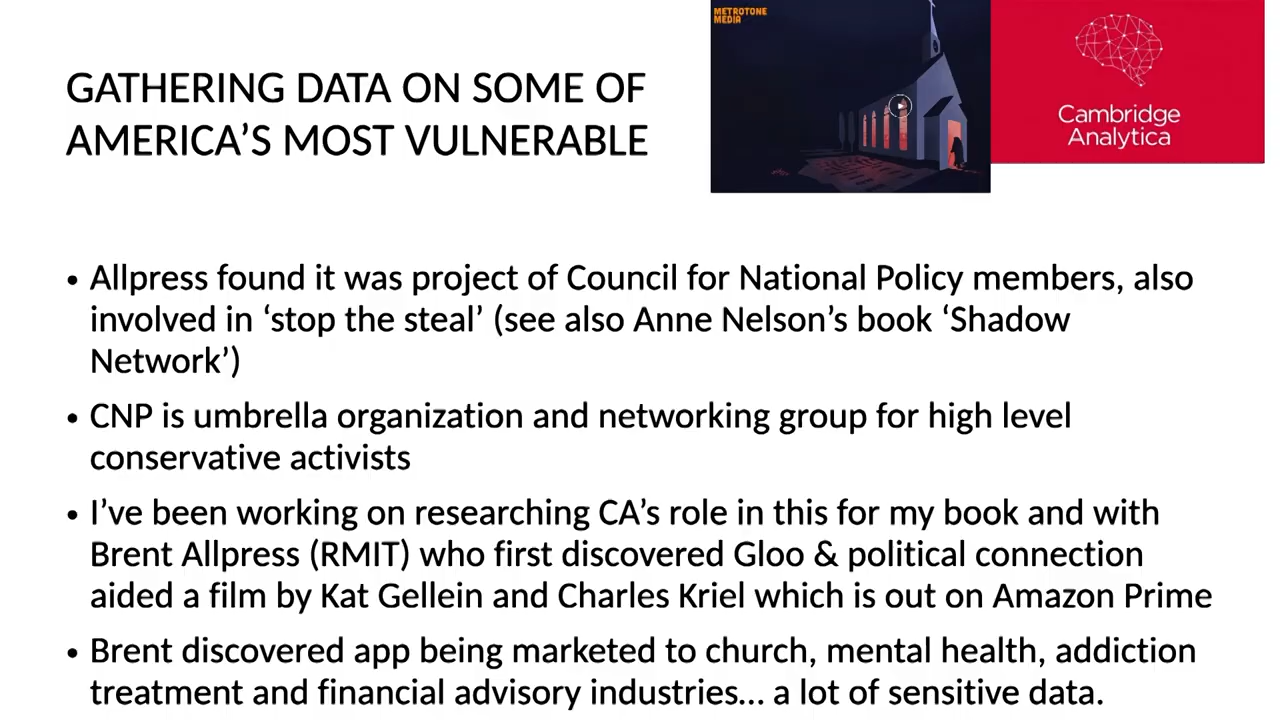 METROTONE
MEDIA
Cambridge
Analytica
GATHERING DATA ON SOME OF
AMERICA’S MOST VULNERABLE
• Allpress found it was project of Council for National Policy members, also
involved in ‘stop the steal’ (see also Anne Nelson’s book ‘Shadow
Network’)
• CNP is umbrella organization and networking group for high level
conservative activists
• I’ve been working on researching CA’s role in this for my book and with
Brent Allpress (RMIT) who first discovered Gloo & political connection
aided a film by Kat Gellein and Charles Kriel which is out on Amazon Prime
• Brent discovered app being marketed to church, mental health, addiction
treatment and financial advisory industries... a lot of sensitive data.